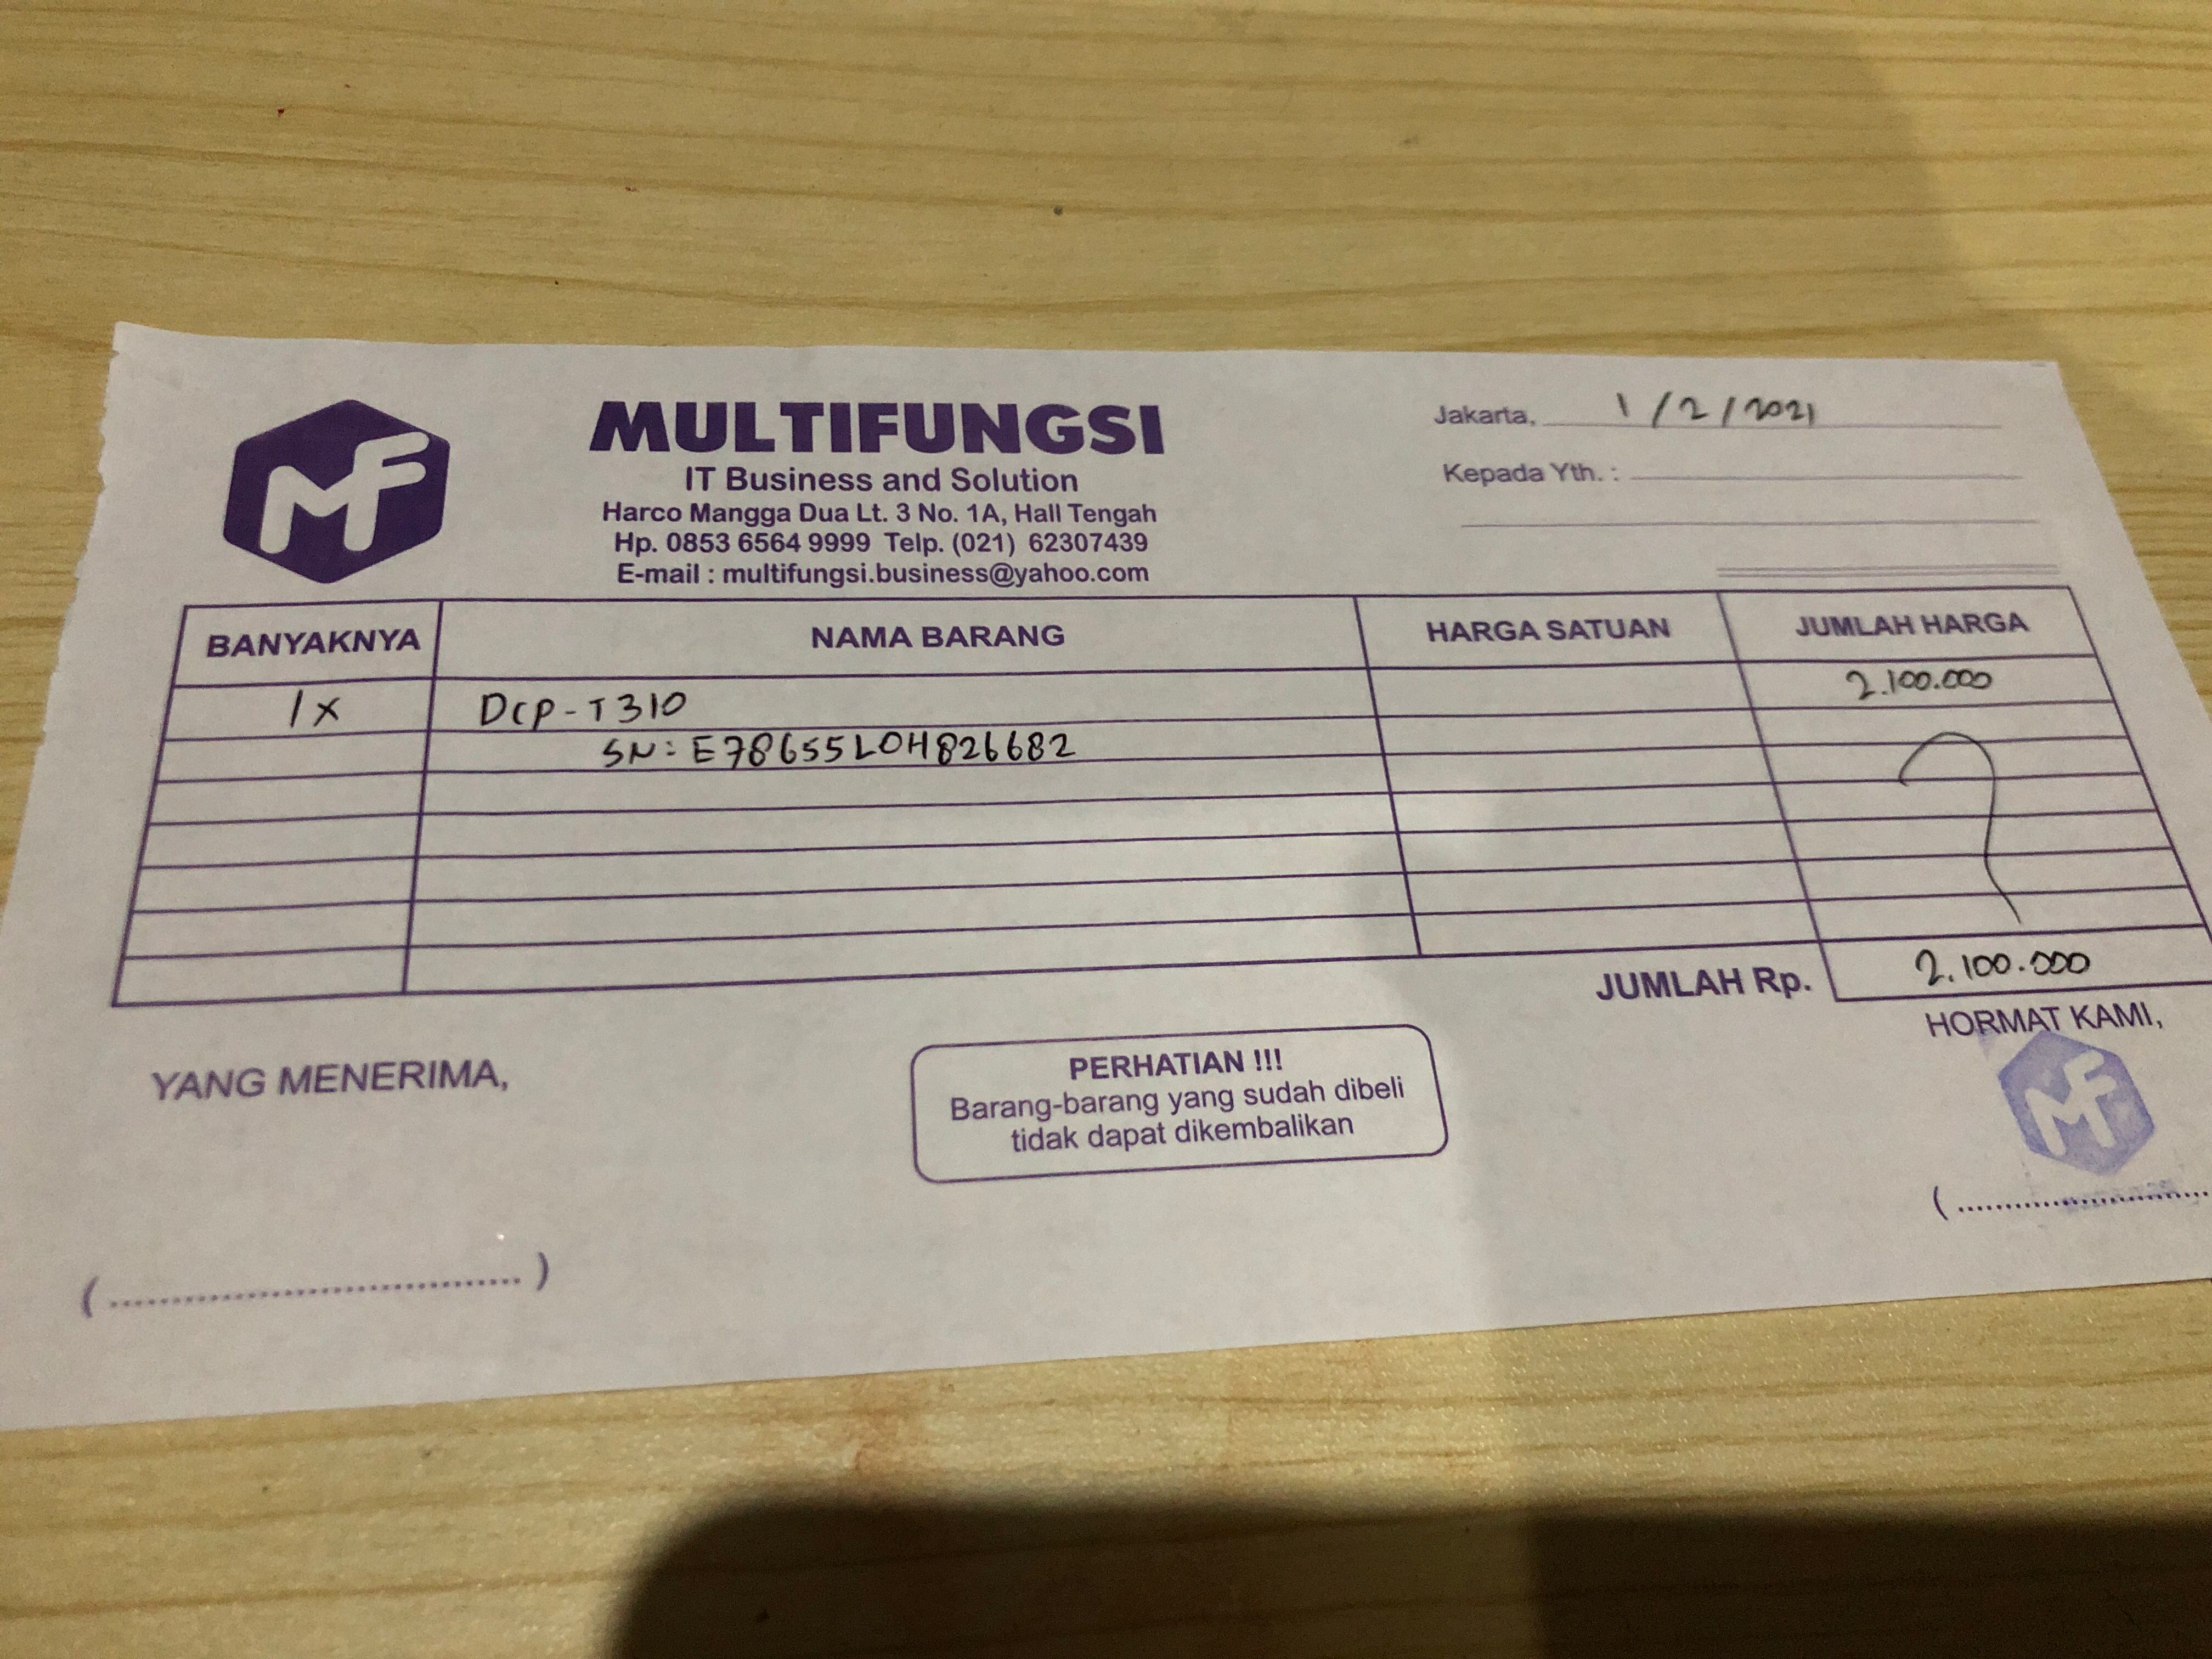 MF
MULTIFUNGSI
IT Business and Solution
Harco Mangga Dua Lt. 3 No. 1A, Hall Tengah
Hp. 0853 6564 9999 Telp. (021) 62307439
E-mail : multifungsi.business@yahoo.com
Jakarta, 1/2/2021
Kepada Yth. :
BANYAKNYA NAMA BARANG HARGA SATUAN JUMLAH HARGA
1x DCP-T310 2.100.000
SN: E78655L0H826682
JUMLAH Rp. 2.100.000
YANG MENERIMA,
PERHATIAN !!!
Barang-barang yang sudah dibeli
tidak dapat dikembalikan
HORMAT KAMI,
MF